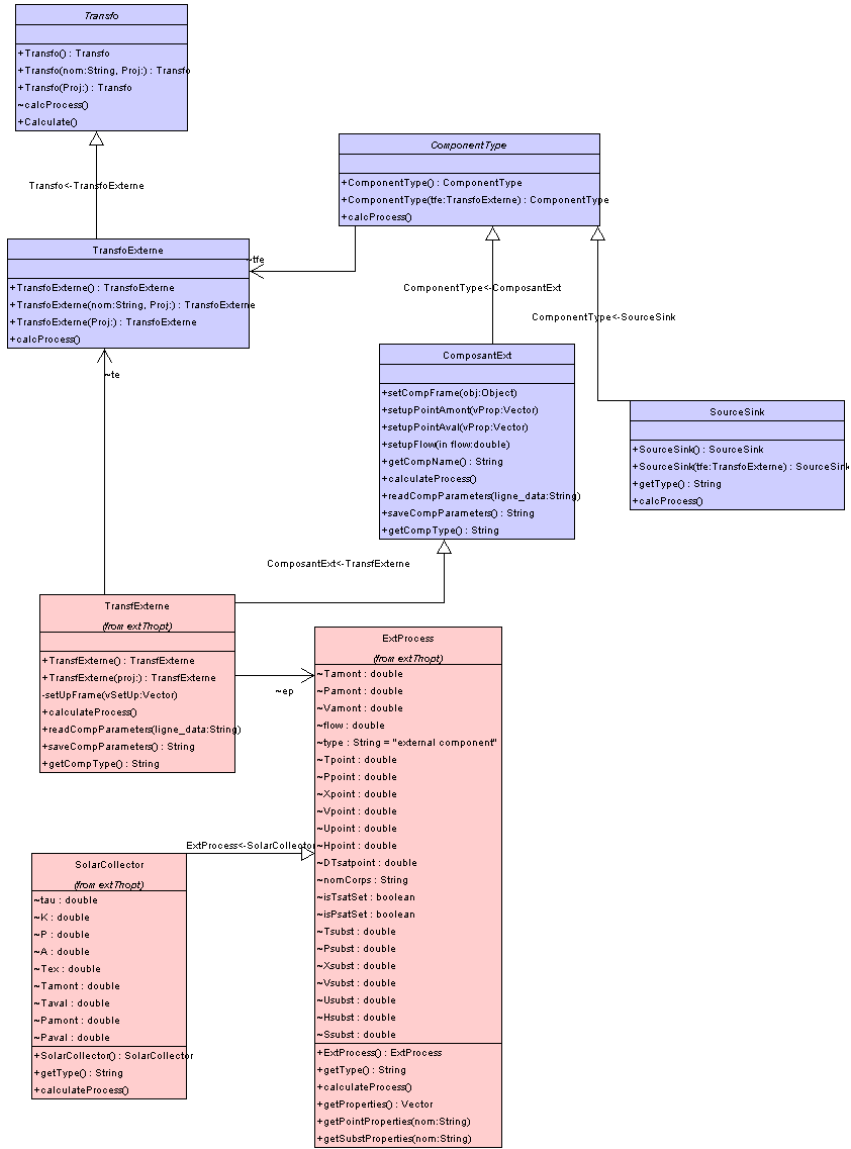 Transfo
+Transfo() : Transfo
+Transfo(nom:String, Proj:) : Transfo
+Transfo(Proj:) : Transfo
~calcProcess()
+Calculate()
Transfo<-TransfoExterne
ComponentType
+ComponentType() : ComponentType
+ComponentType(tfe:TransfoExterne) : ComponentType
+calcProcess()
TransfoExterne
+TransfoExterne() : TransfoExterne
+TransfoExterne(nom:String, Proj:) : TransfoExterne
+TransfoExterne(Proj:) : TransfoExterne
+calcProcess()
~tfe
ComponentType<-ComposantExt
ComponentType<-SourceSink
~te
ComposantExt
+setCompFrame(obj:Object)
+setupPointAmont(vProp:Vector)
+setupPointAval(vProp:Vector)
+setupFlow(in flow:double)
+getCompName() : String
+calculateProcess()
+readCompParameters(ligne_data:String)
+saveCompParameters() : String
+getCompType() : String
SourceSink
+SourceSink() : SourceSink
+SourceSink(tfe:TransfoExterne) : SourceSink
+getType() : String
+calcProcess()
ComposantExt<-TransfExterne
TransfExterne
(from extThopt)
+TransfExterne() : TransfExterne
+TransfExterne(proj:) : TransfExterne
-setUpFrame(vSetUp:Vector)
+calculateProcess()
+readCompParameters(ligne_data:String)
+saveCompParameters() : String
+getCompType() : String
~ep
ExtProcess
(from extThopt)
~Tamont : double
~Pamont : double
~Vamont : double
~flow : double
~type : String = "external component"
~Tpoint : double
~Ppoint : double
~Xpoint : double
~Vpoint : double
~Upoint : double
~Hpoint : double
~DTsatpoint : double
~nomCorps : String
~isTsatSet : boolean
~isPsatSet : boolean
~Tsubst : double
~Psubst : double
~Xsubst : double
~Vsubst : double
~Usubst : double
~Hsubst : double
~Ssubst : double
+ExtProcess() : ExtProcess
+getType() : String
+calculateProcess()
+getProperties() : Vector
+getPointProperties(nom:String)
+getSubstProperties(nom:String)
ExtProcess<-SolarCollector
SolarCollector
(from extThopt)
~tau : double
~K : double
~P : double
~A : double
~Tex : double
~Tamont : double
~Taval : double
~Pamont : double
~Paval : double
+SolarCollector() : SolarCollector
+getType() : String
+calculateProcess()